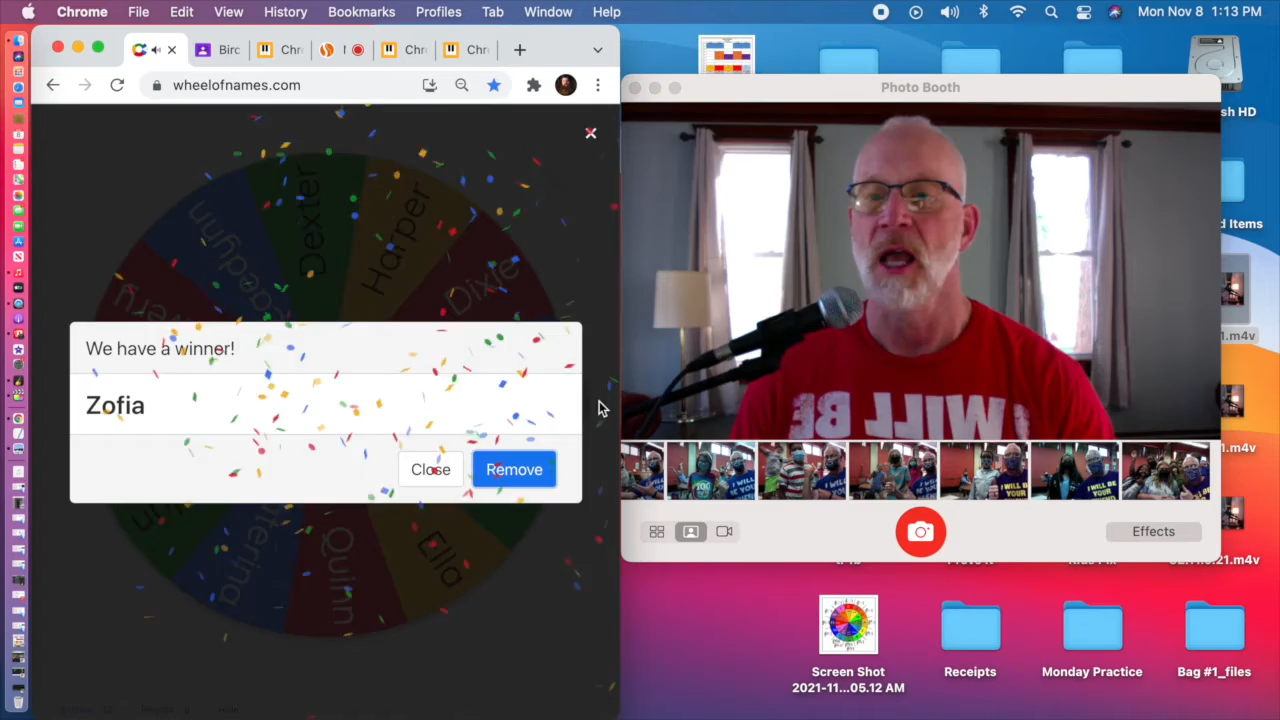 Chrome File Edit View History Bookmarks Profiles Tab Window Help Mon Nov 8 1:13 PM
Birc Chr Chr Chr
wheelofnames.com
Photo Booth
Dexter
Harper
Dixie
We have a winner!
Zofia
Close Remove
Quinn
Ella
I WILL BE
Effects
d Items
Screen Shot
2021-11...05.12 AM
Receipts
Monday Practice
Bag #1_files